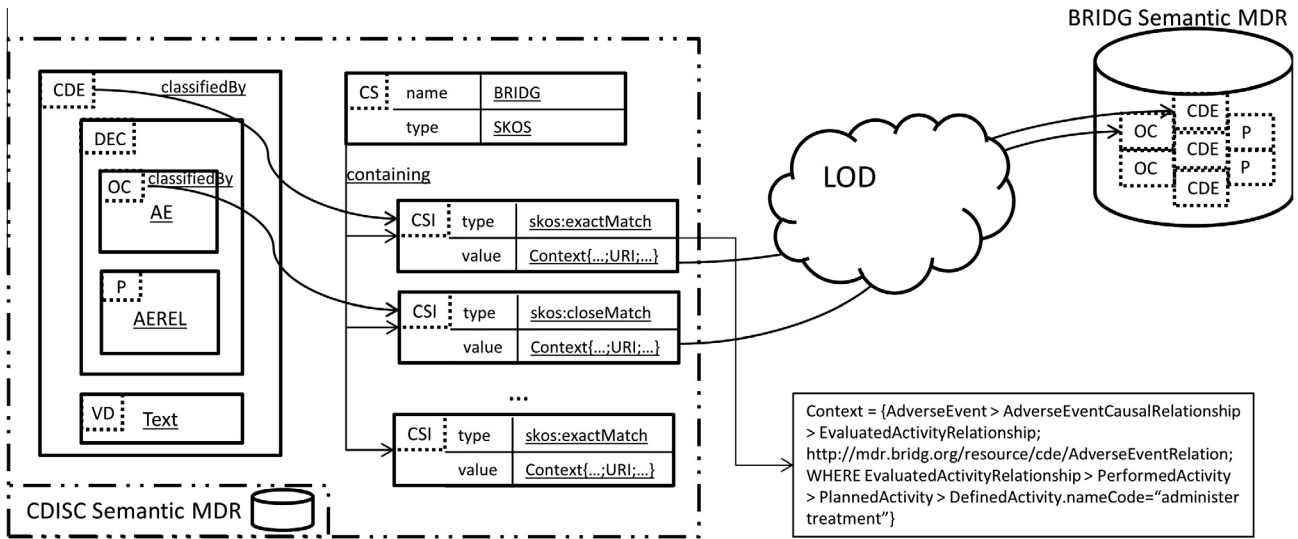 BRIDG Semantic MDR
CDE
classifiedBy
DEC
OC
classifiedBy
AE
P
AEREL
VD
Text
CDISC Semantic MDR
CS
name
BRIDG
type
SKOS
containing
CSI
type
skos:exactMatch
value
Context{...;URI;...}
CSI
type
skos:closeMatch
value
Context{...;URI;...}
...
CSI
type
skos:exactMatch
value
Context{...;URI;...}
LOD
CDE
OC
P
CDE
OC
P
CDE
Context = {AdverseEvent > AdverseEventCausalRelationship
> EvaluatedActivityRelationship;
http://mdr.bridg.org/resource/cde/AdverseEventRelation;
WHERE EvaluatedActivityRelationship > PerformedActivity
> PlannedActivity > DefinedActivity.nameCode=“administer
treatment”}